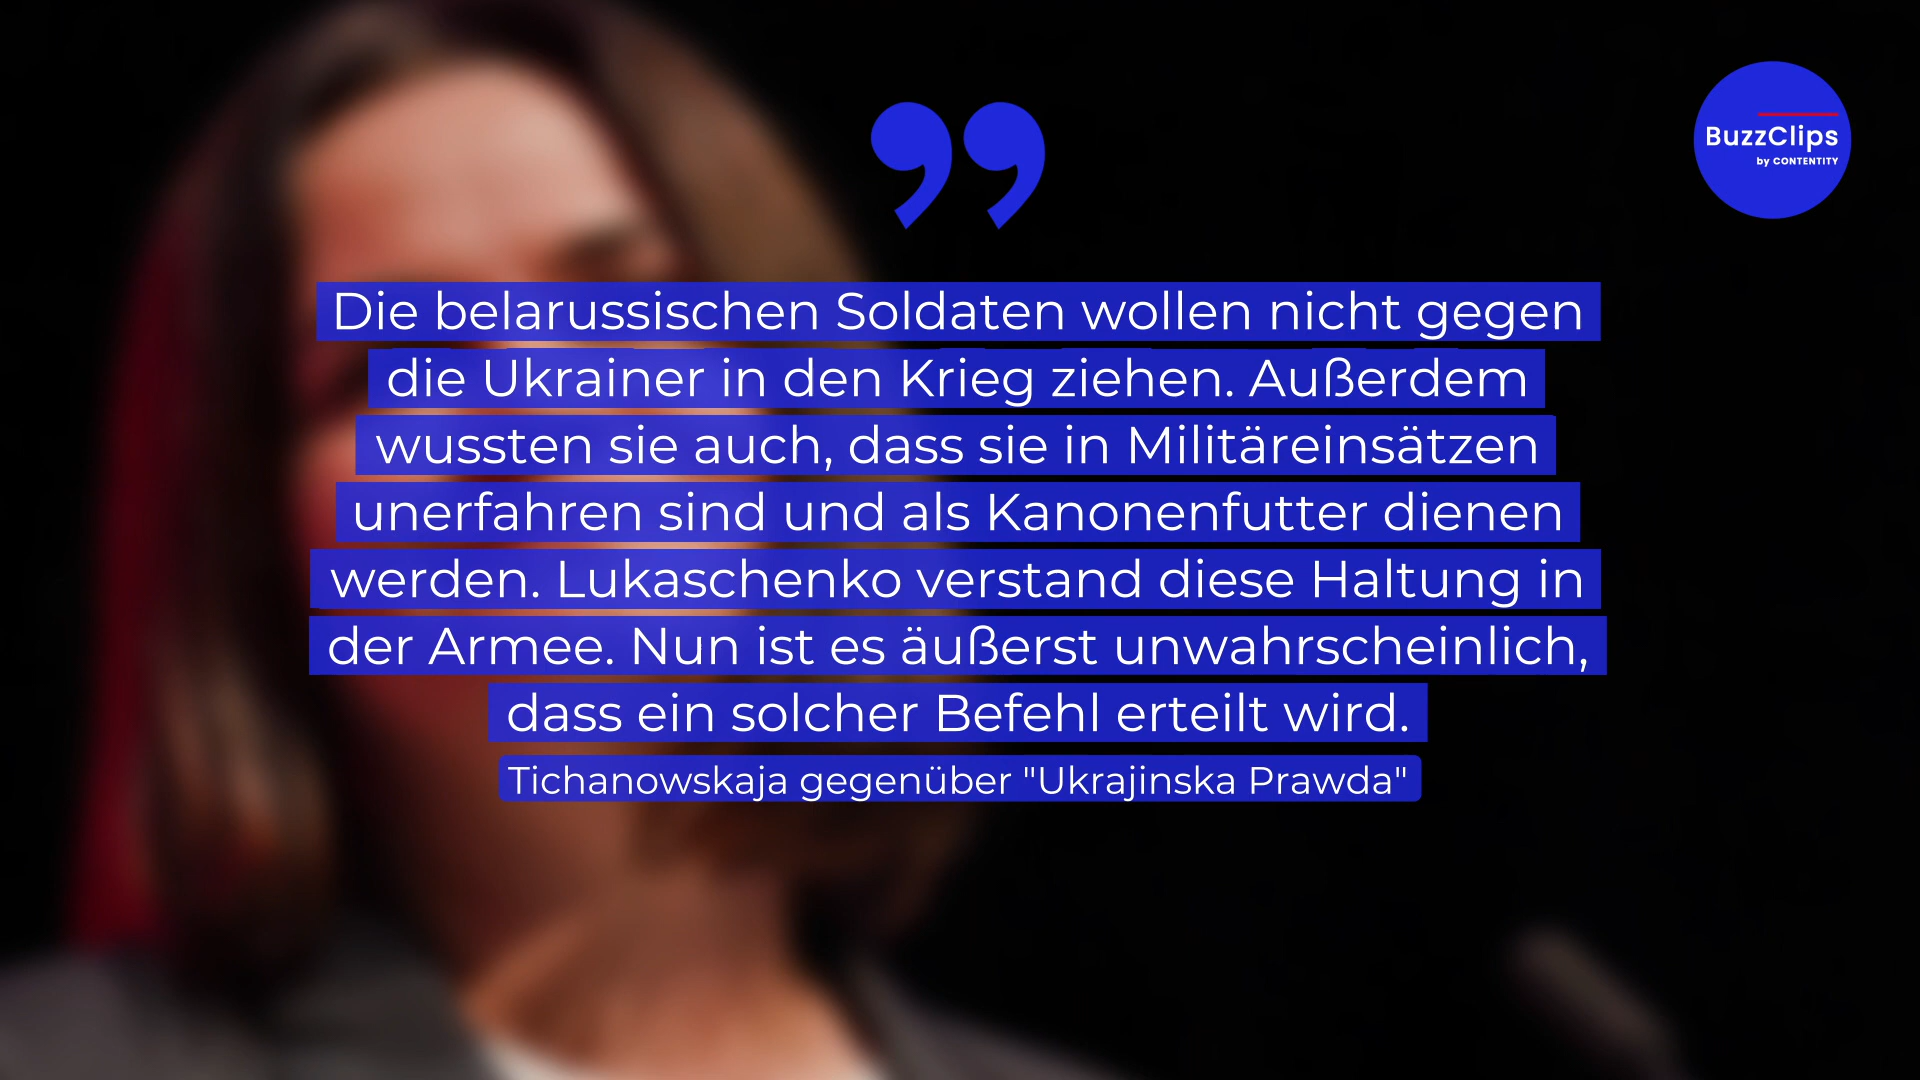 ”
BuzzClips
by CONTENTITY
Die belarussischen Soldaten wollen nicht gegen
die Ukrainer in den Krieg ziehen. Außerdem
wussten sie auch, dass sie in Militäreinsätzen
unerfahren sind und als Kanonenfutter dienen
werden. Lukaschenko verstand diese Haltung in
der Armee. Nun ist es äußerst unwahrscheinlich,
dass ein solcher Befehl erteilt wird.
Tichanowskaja gegenüber "Ukrajinska Prawda"